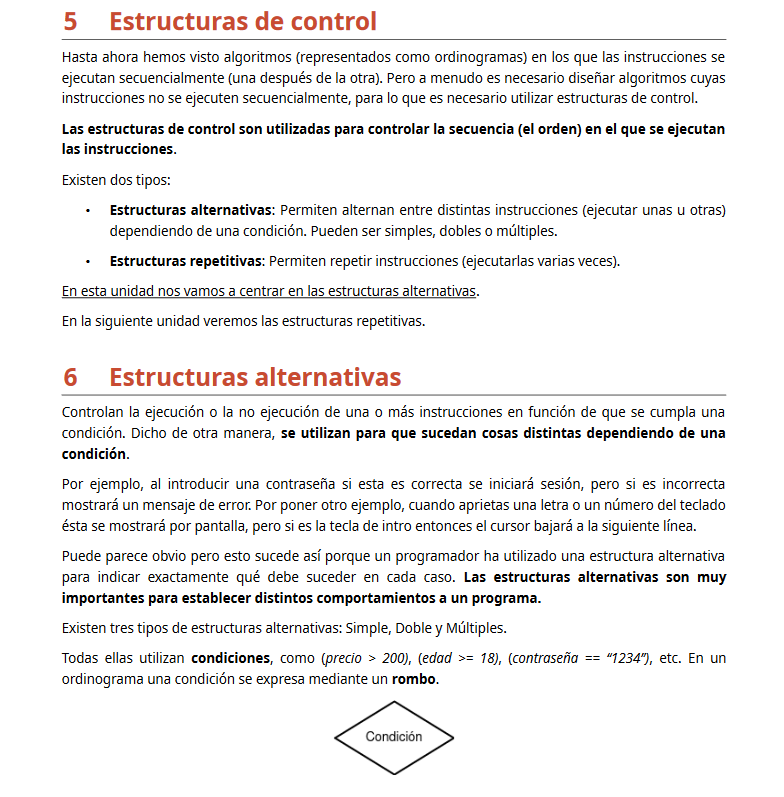 5 Estructuras de control
Hasta ahora hemos visto algoritmos (representados como ordinogramas) en los que las instrucciones se
ejecutan secuencialmente (una después de la otra). Pero a menudo es necesario diseñar algoritmos cuyas
instrucciones no se ejecuten secuencialmente, para lo que es necesario utilizar estructuras de control.
Las estructuras de control son utilizadas para controlar la secuencia (el orden) en el que se ejecutan
las instrucciones.
Existen dos tipos:
• Estructuras alternativas: Permiten alternan entre distintas instrucciones (ejecutar unas u otras)
dependiendo de una condición. Pueden ser simples, dobles o múltiples.
• Estructuras repetitivas: Permiten repetir instrucciones (ejecutarlas varias veces).
En esta unidad nos vamos a centrar en las estructuras alternativas.
En la siguiente unidad veremos las estructuras repetitivas.
6 Estructuras alternativas
Controlan la ejecución o la no ejecución de una o más instrucciones en función de que se cumpla una
condición. Dicho de otra manera, se utilizan para que sucedan cosas distintas dependiendo de una
condición.
Por ejemplo, al introducir una contraseña si esta es correcta se iniciará sesión, pero si es incorrecta
mostrará un mensaje de error. Por poner otro ejemplo, cuando aprietas una letra o un número del teclado
ésta se mostrará por pantalla, pero si es la tecla de intro entonces el cursor bajará a la siguiente línea.
Puede parece obvio pero esto sucede así porque un programador ha utilizado una estructura alternativa
para indicar exactamente qué debe suceder en cada caso. Las estructuras alternativas son muy
importantes para establecer distintos comportamientos a un programa.
Existen tres tipos de estructuras alternativas: Simple, Doble y Múltiples.
Todas ellas utilizan condiciones, como (precio > 200), (edad >= 18), (contraseña == “1234”), etc. En un
ordinograma una condición se expresa mediante un rombo.
Condición